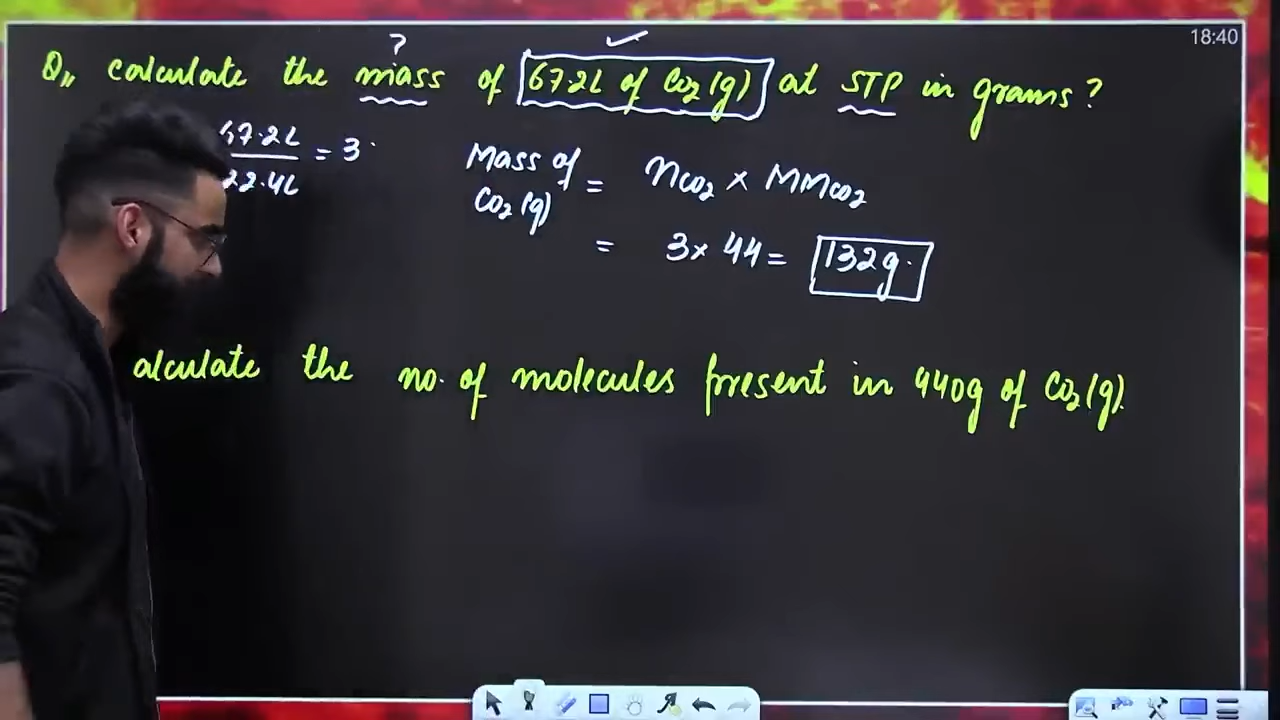 18:40
?
Q,, calculate the mass of 67.2L of CO2(g) at STP in grams?
67.2L
22.4L
= 3
Mass of CO2(g) = nCO2 × MMCO2
= 3 × 44 = 132g.
alculate the no. of molecules present in 440g of CO2(g).